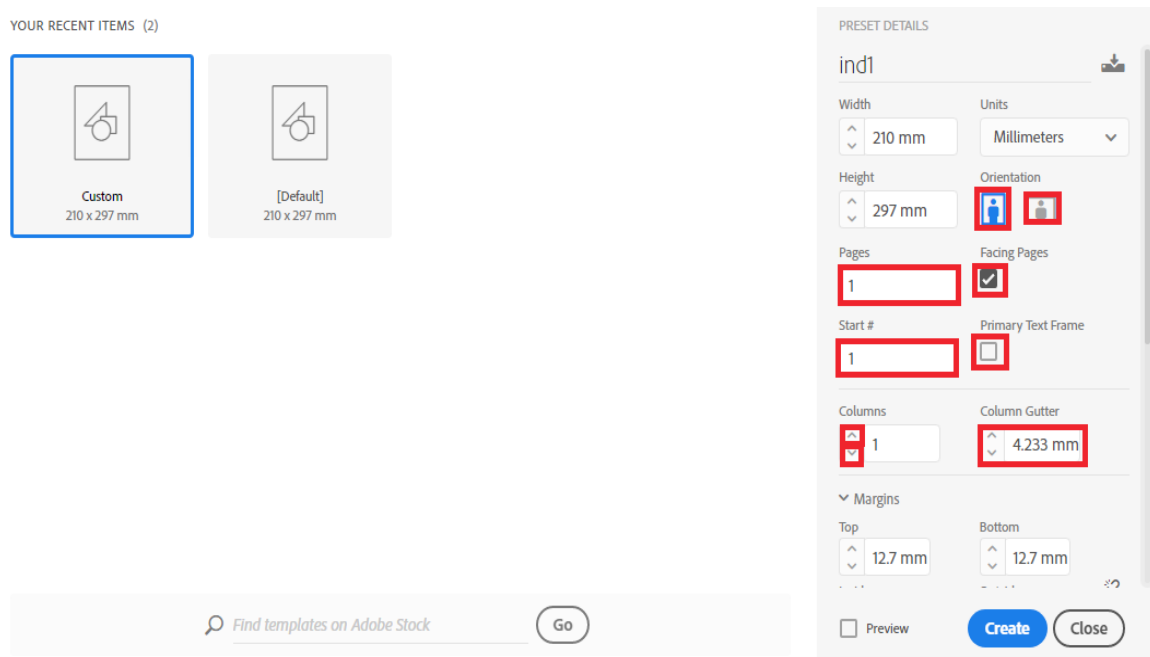 YOUR RECENT ITEMS (2)
Custom
210 x 297 mm
[Default]
210 x 297 mm
Find templates on Adobe Stock
Go
PRESET DETAILS
ind1
Width
Units
210 mm
Millimeters
Height
Orientation
297 mm
Pages
Facing Pages
1
Start #
Primary Text Frame
1
Columns
Column Gutter
1
4.233 mm
Margins
Top
Bottom
12.7 mm
12.7 mm
Preview
Create
Close